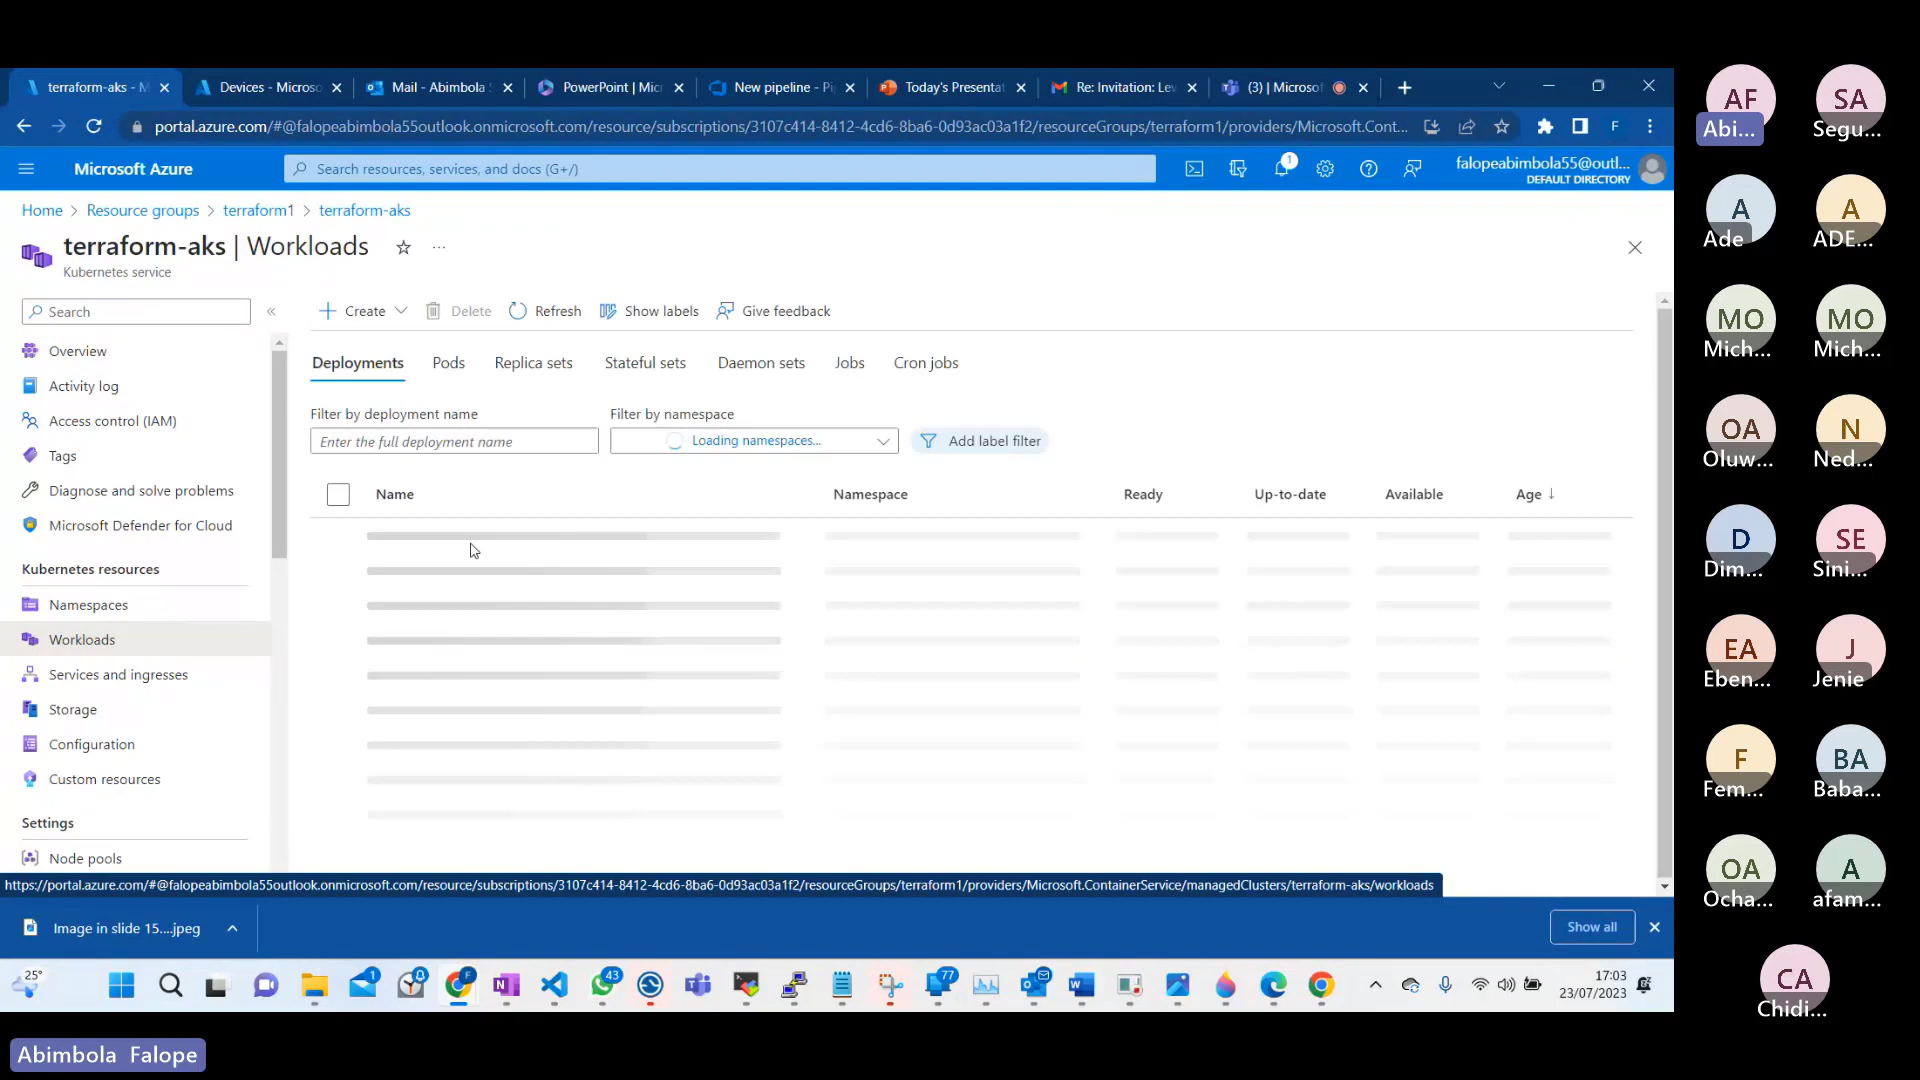 terraform-aks - M
Devices - Microso
Mail - Abimbola S
PowerPoint | Mic
New pipeline - Pi
Today's Presentat
Re: Invitation: Le
(3) | Microsof
portal.azure.com/#@falopeabimbola55outlook.onmicrosoft.com/resource/subscriptions/3107c414-8412-4cd6-8ba6-0d93ac03a1f2/resourceGroups/terraform1/providers/Microsoft.Cont...
F
Microsoft Azure
Search resources, services, and docs (G+/)
1
falopeabimbola55@outl...
DEFAULT DIRECTORY
Home > Resource groups > terraform1 > terraform-aks
terraform-aks | Workloads
Kubernetes service
Search
Overview
Activity log
Access control (IAM)
Tags
Diagnose and solve problems
Microsoft Defender for Cloud
Kubernetes resources
Namespaces
Workloads
Services and ingresses
Storage
Configuration
Custom resources
Settings
Node pools
Create
Delete
Refresh
Show labels
Give feedback
Deployments
Pods
Replica sets
Stateful sets
Daemon sets
Jobs
Cron jobs
Filter by deployment name
Filter by namespace
Enter the full deployment name
Loading namespaces...
Add label filter
Name
Namespace
Ready
Up-to-date
Available
Age
https://portal.azure.com/#@falopeabimbola55outlook.onmicrosoft.com/resource/subscriptions/3107c414-8412-4cd6-8ba6-0d93ac03a1f2/resourceGroups/terraform1/providers/Microsoft.ContainerService/managedClusters/terraform-aks/workloads
Image in slide 15....jpeg
Show all
25°
1
F
43
77
17:03
23/07/2023
Abimbola Falope
AF
Abi...
SA
Segu...
A
Ade
A
ADE...
MO
Mich...
MO
Mich...
OA
Oluw...
N
Ned...
D
Dim...
SE
Sini...
EA
Eben...
J
Jenie
F
Fem...
BA
Baba...
OA
Ocha...
A
afam...
CA
Chidi...